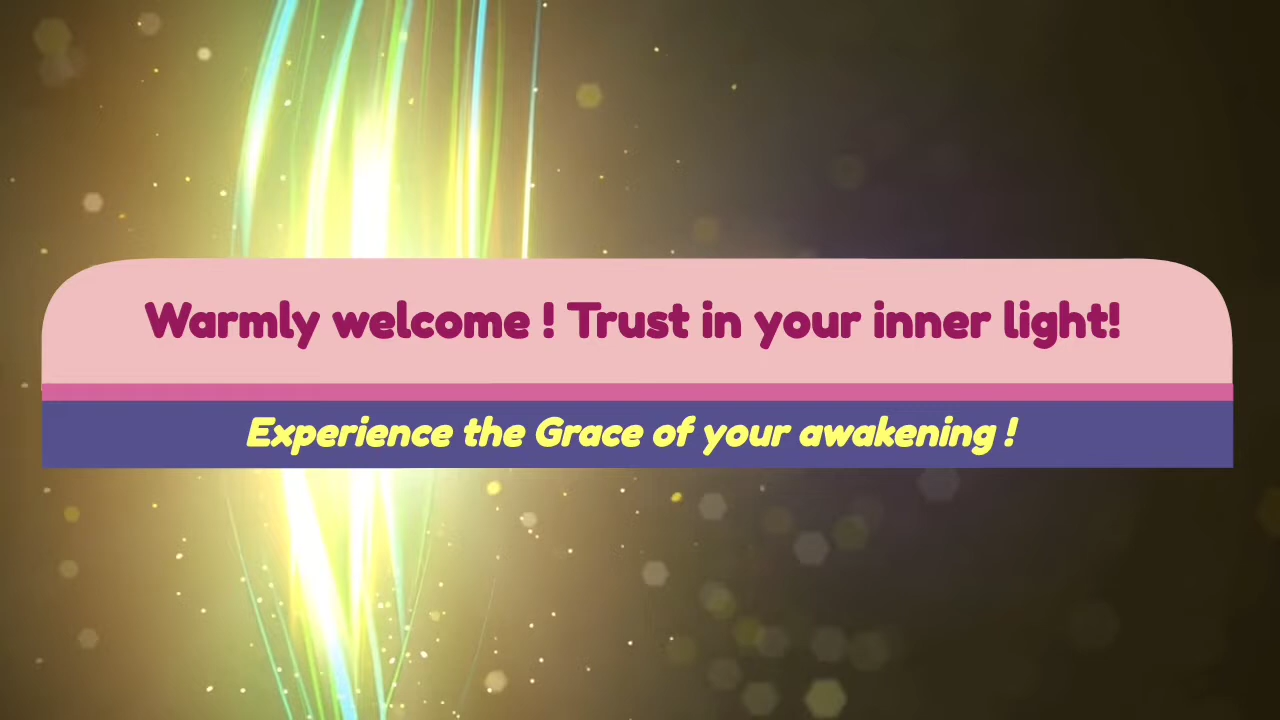 Warmly welcome ! Trust in your inner light!
Experience the Grace of your awakening !